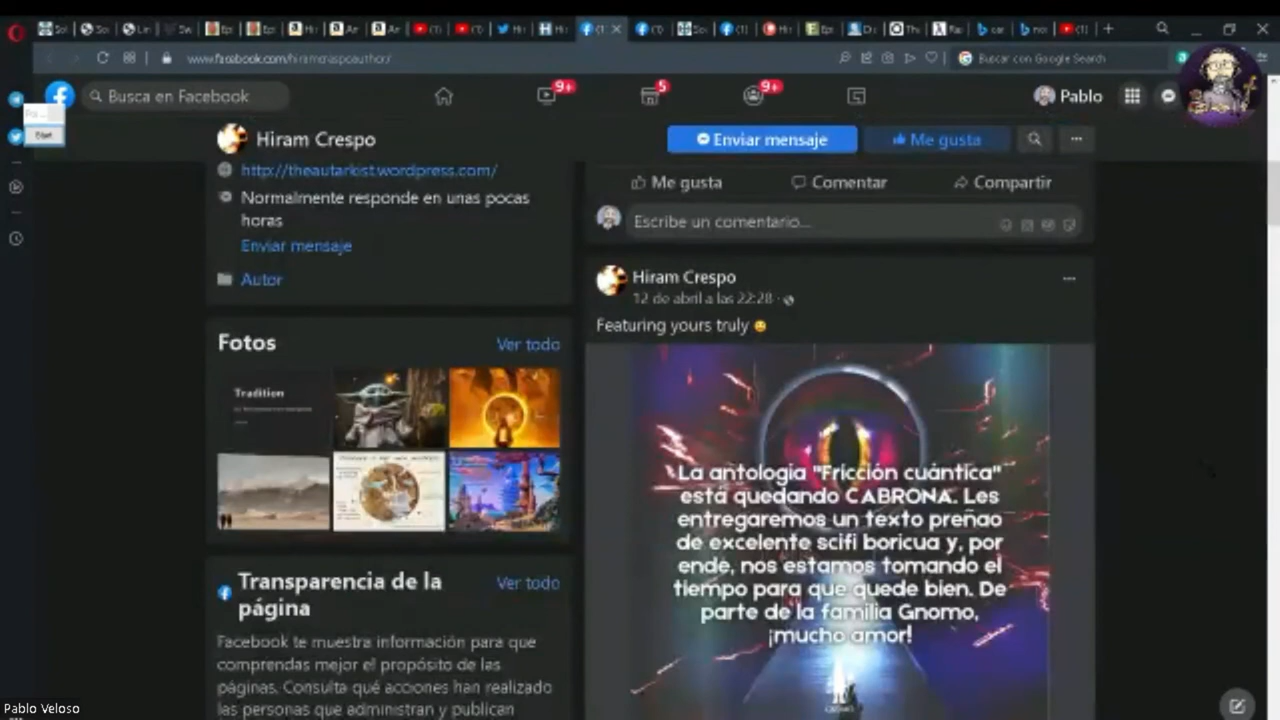 www.facebook.com/hiramcrespoauthor/
Buscar con Google Search
Busca en Facebook
9+
5
9+
Pablo
Hiram Crespo
Enviar mensaje
Me gusta
http://theautarkist.wordpress.com/
Normalmente responde en unas pocas
horas
Enviar mensaje
Autor
Fotos
Ver todo
Tradition
Transparencia de la
página
Ver todo
Facebook te muestra información para que
comprendas mejor el propósito de las
páginas. Consulta qué acciones han realizado
las personas que administran y publican
Me gusta
Comentar
Compartir
Escribe un comentario...
Hiram Crespo
12 de abril a las 22:28
Featuring yours truly
La antologia "Fricción cuántica"
está quedando CABRONA. Les
entregaremos un texto preñao
de excelente scifi boricua y, por
ende, nos estamos tomando el
tiempo para que quede bien. De
parte de la familia Gnomo,
¡mucho amor!
Pablo Veloso